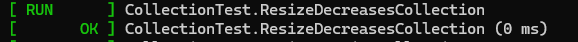 [ RUN      ] CollectionTest.ResizeDecreasesCollection
[       OK ] CollectionTest.ResizeDecreasesCollection (0 ms)